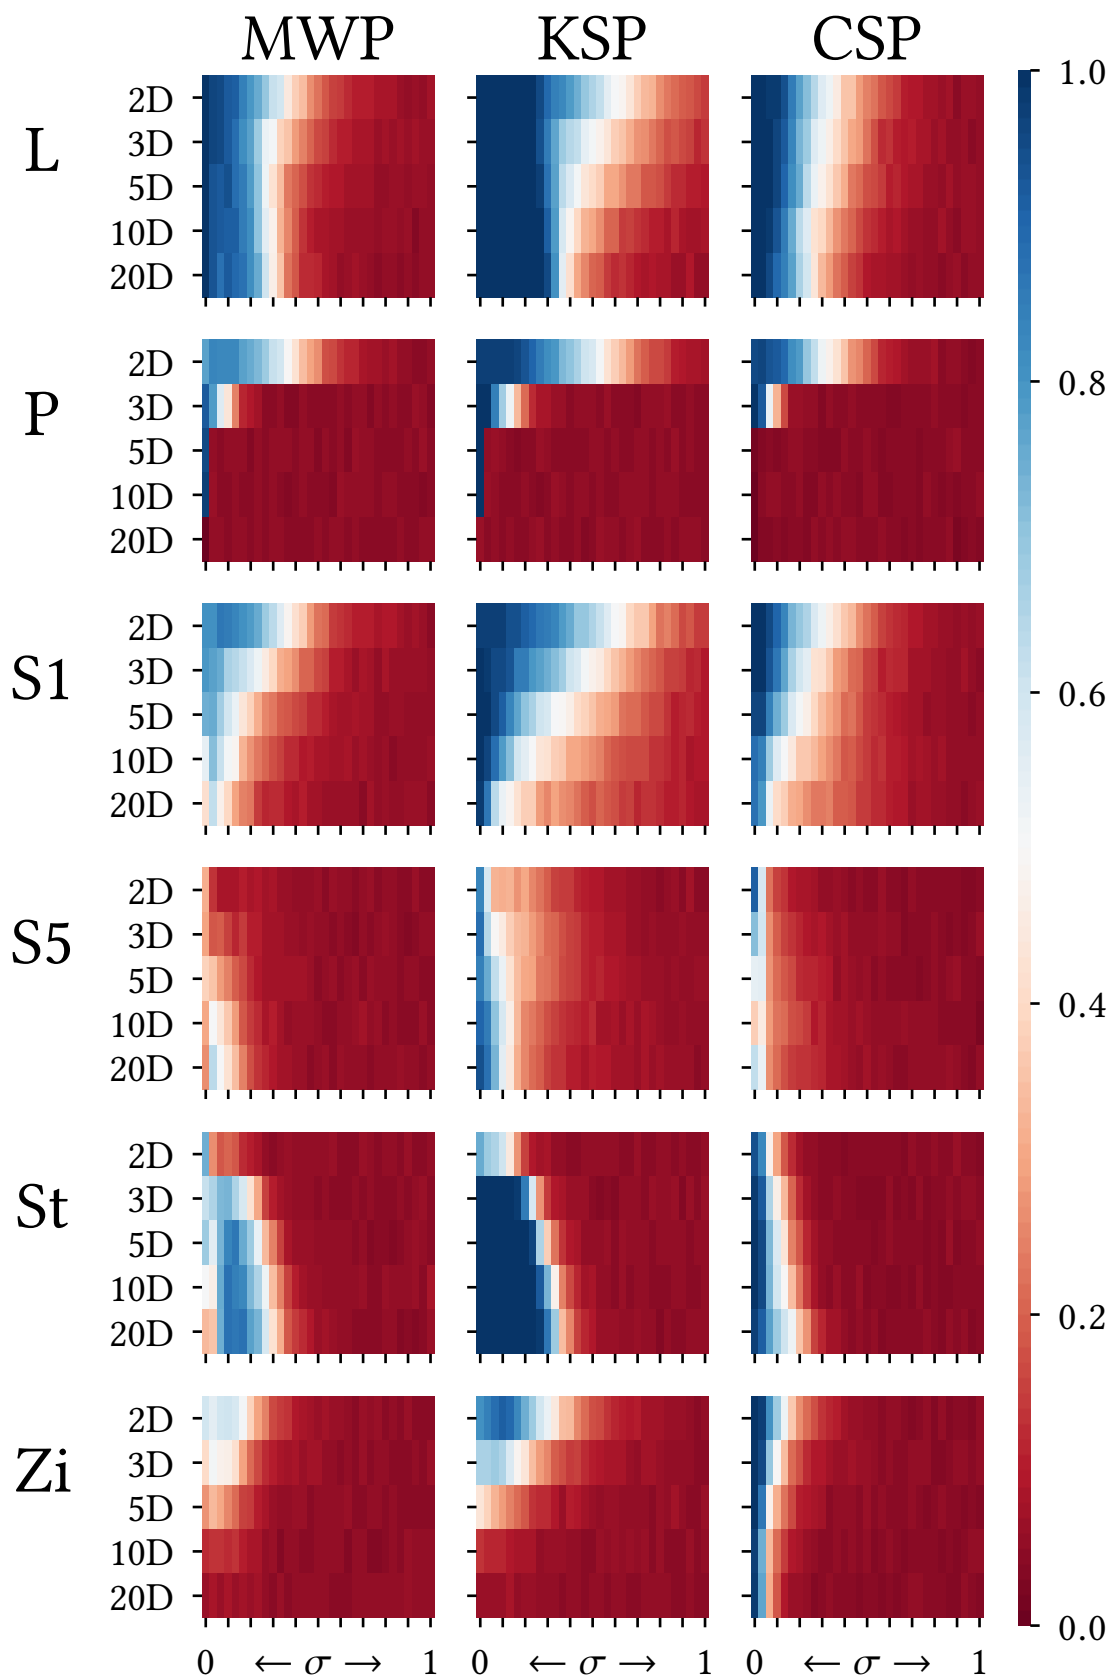 MWP KSP CSP
L
2D
3D
5D
10D
20D
1.0
P
2D
3D
5D
10D
20D
0.8
S1
2D
3D
5D
10D
20D
0.6
S5
2D
3D
5D
10D
20D
0.4
St
2D
3D
5D
10D
20D
0.2
Zi
2D
3D
5D
10D
20D
0.0
0 ← σ → 1 0 ← σ → 1 0 ← σ → 1